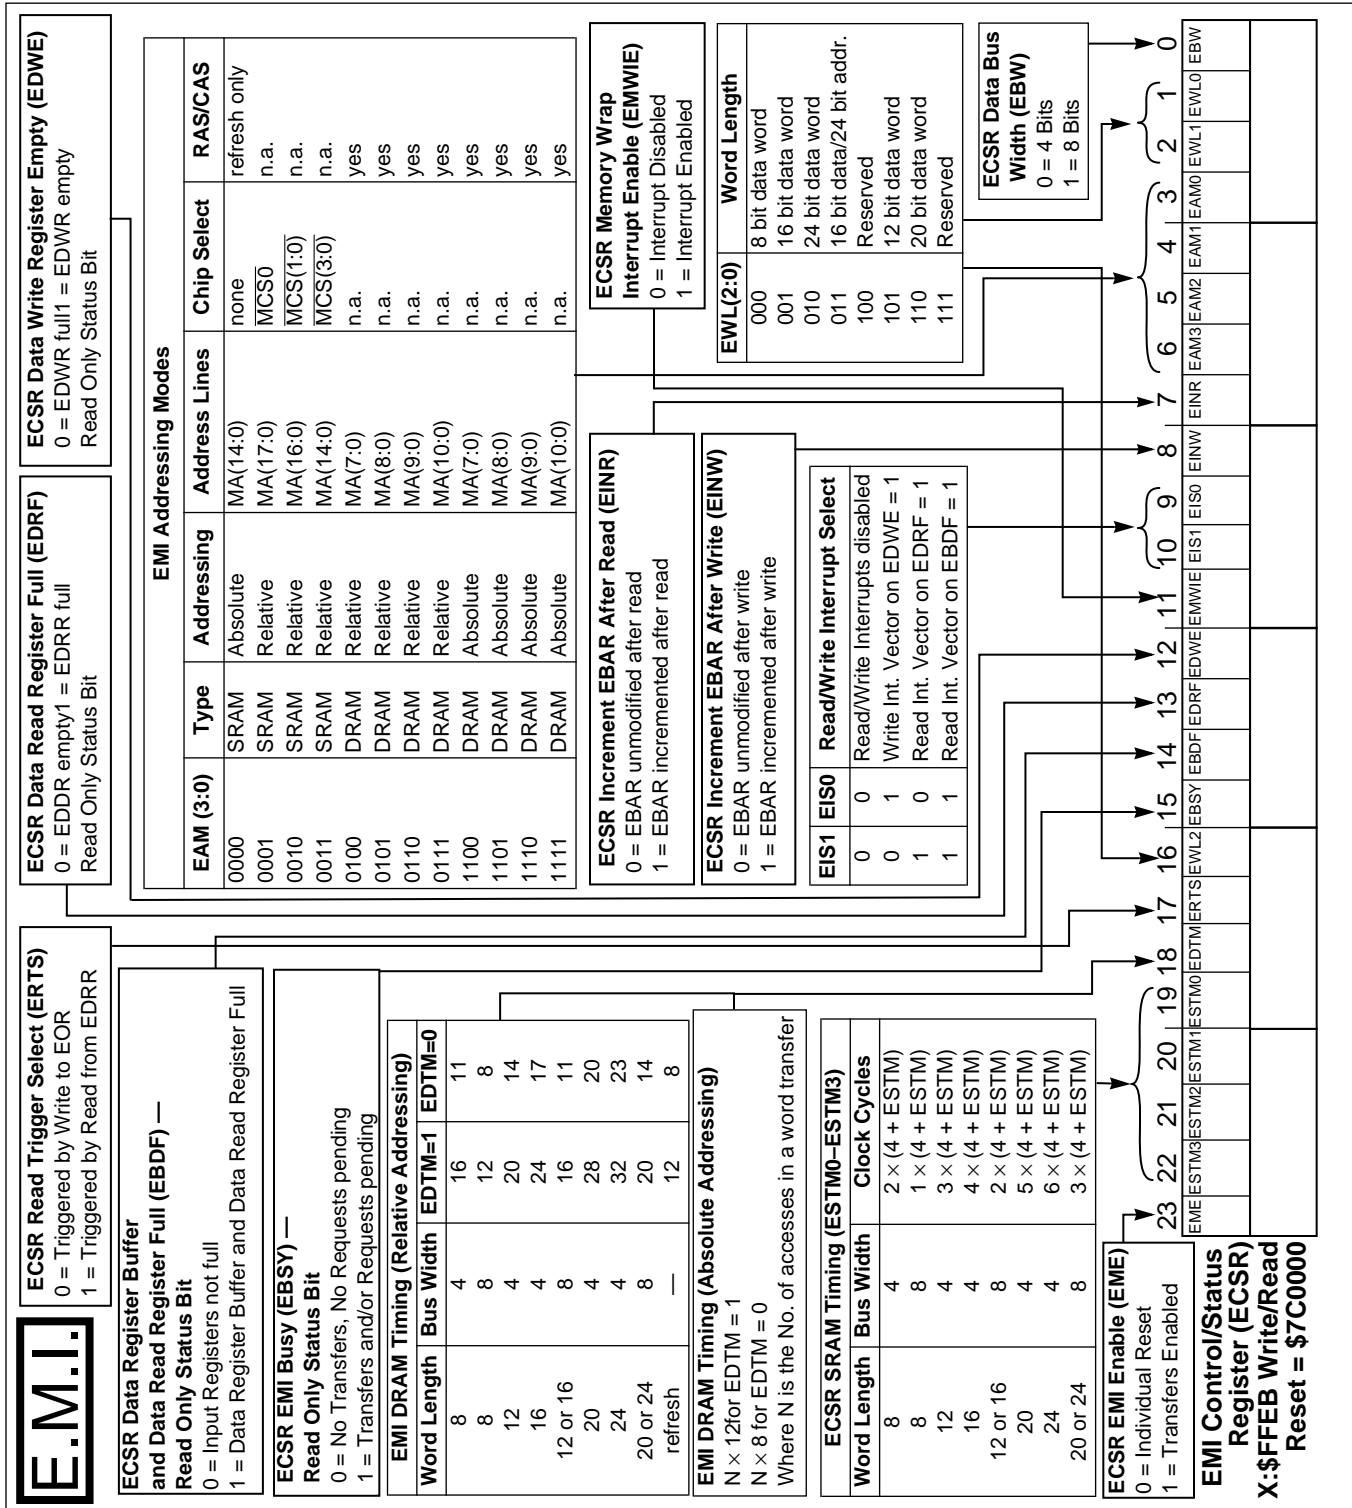 E.M.I.
ECSR Read Trigger Select (ERTS)
0 = Triggered by Write to EOR
1 = Triggered by Read from EDRR
ECSR Data Read Register Full (EDRF)
0 = EDDR empty1 = EDRR full
Read Only Status Bit
ECSR Data Write Register Empty (EDWE)
0 = EDWR full1 = EDWR empty
Read Only Status Bit
ECSR Data Register Buffer
and Data Read Register Full (EBDF) —
Read Only Status Bit
0 = Input Registers not full
1 = Data Register Buffer and Data Read Register Full
ECSR EMI Busy (EBSY) —
Read Only Status Bit
0 = No Transfers, No Requests pending
1 = Transfers and/or Requests pending
EMI DRAM Timing (Relative Addressing)
Word Length Bus Width EDTM=1 EDTM=0
8 4 16 11
8 8 12 8
12 4 20 14
16 4 24 17
12 or 16 8 16 11
20 4 28 20
24 4 32 23
20 or 24 8 20 14
refresh — 12 8
EMI DRAM Timing (Absolute Addressing)
N × 12for EDTM = 1
N × 8 for EDTM = 0
Where N is the No. of accesses in a word transfer
ECSR SRAM Timing (ESTM0–ESTM3)
Word Length Bus Width Clock Cycles
8 4 2 × (4 + ESTM)
8 8 1 × (4 + ESTM)
12 4 3 × (4 + ESTM)
16 4 4 × (4 + ESTM)
12 or 16 8 2 × (4 + ESTM)
20 4 5 × (4 + ESTM)
24 4 6 × (4 + ESTM)
20 or 24 8 3 × (4 + ESTM)
ECSR EMI Enable (EME)
0 = Individual Reset
1 = Transfers Enabled
EMI Addressing Modes
EAM (3:0) Type Addressing Address Lines Chip Select RAS/CAS
0000 SRAM Absolute MA(14:0) none refresh only
0001 SRAM Relative MA(17:0) MCS0 n.a.
0010 SRAM Relative MA(16:0) MCS(1:0) n.a.
0011 SRAM Relative MA(14:0) MCS(3:0) n.a.
0100 DRAM Relative MA(7:0) n.a. yes
0101 DRAM Relative MA(8:0) n.a. yes
0110 DRAM Relative MA(9:0) n.a. yes
0111 DRAM Relative MA(10:0) n.a. yes
1100 DRAM Absolute MA(7:0) n.a. yes
1101 DRAM Absolute MA(8:0) n.a. yes
1110 DRAM Absolute MA(9:0) n.a. yes
1111 DRAM Absolute MA(10:0) n.a. yes
ECSR Increment EBAR After Read (EINR)
0 = EBAR unmodified after read
1 = EBAR incremented after read
ECSR Increment EBAR After Write (EINW)
0 = EBAR unmodified after write
1 = EBAR incremented after write
EIS1 EIS0 Read/Write Interrupt Select
0 0 Read/Write Interrupts disabled
0 1 Write Int. Vector on EDWE = 1
1 0 Read Int. Vector on EDRF = 1
1 1 Read Int. Vector on EBDF = 1
ECSR Memory Wrap
Interrupt Enable (EMWIE)
0 = Interrupt Disabled
1 = Interrupt Enabled
EWL(2:0) Word Length
000 8 bit data word
001 16 bit data word
010 24 bit data word
011 16 bit data/24 bit addr.
100 Reserved
101 12 bit data word
110 20 bit data word
111 Reserved
ECSR Data Bus
Width (EBW)
0 = 4 Bits
1 = 8 Bits
23 22 21 20 19 18 17 16 15 14 13 12 11 10 9 8 7 6 5 4 3 2 1 0
EME ESTM3 ESTM2 ESTM1 ESTM0 EDTM ERTS EWL2 EBSY EBDF EDRF EDWE EMWIE EIS1 EIS0 EINW EINR EAM3 EAM2 EAM1 EAM0 EWL1 EWL0 EBW
EMI Control/Status
Register (ECSR)
X:$FFEB Write/Read
Reset = $7C0000